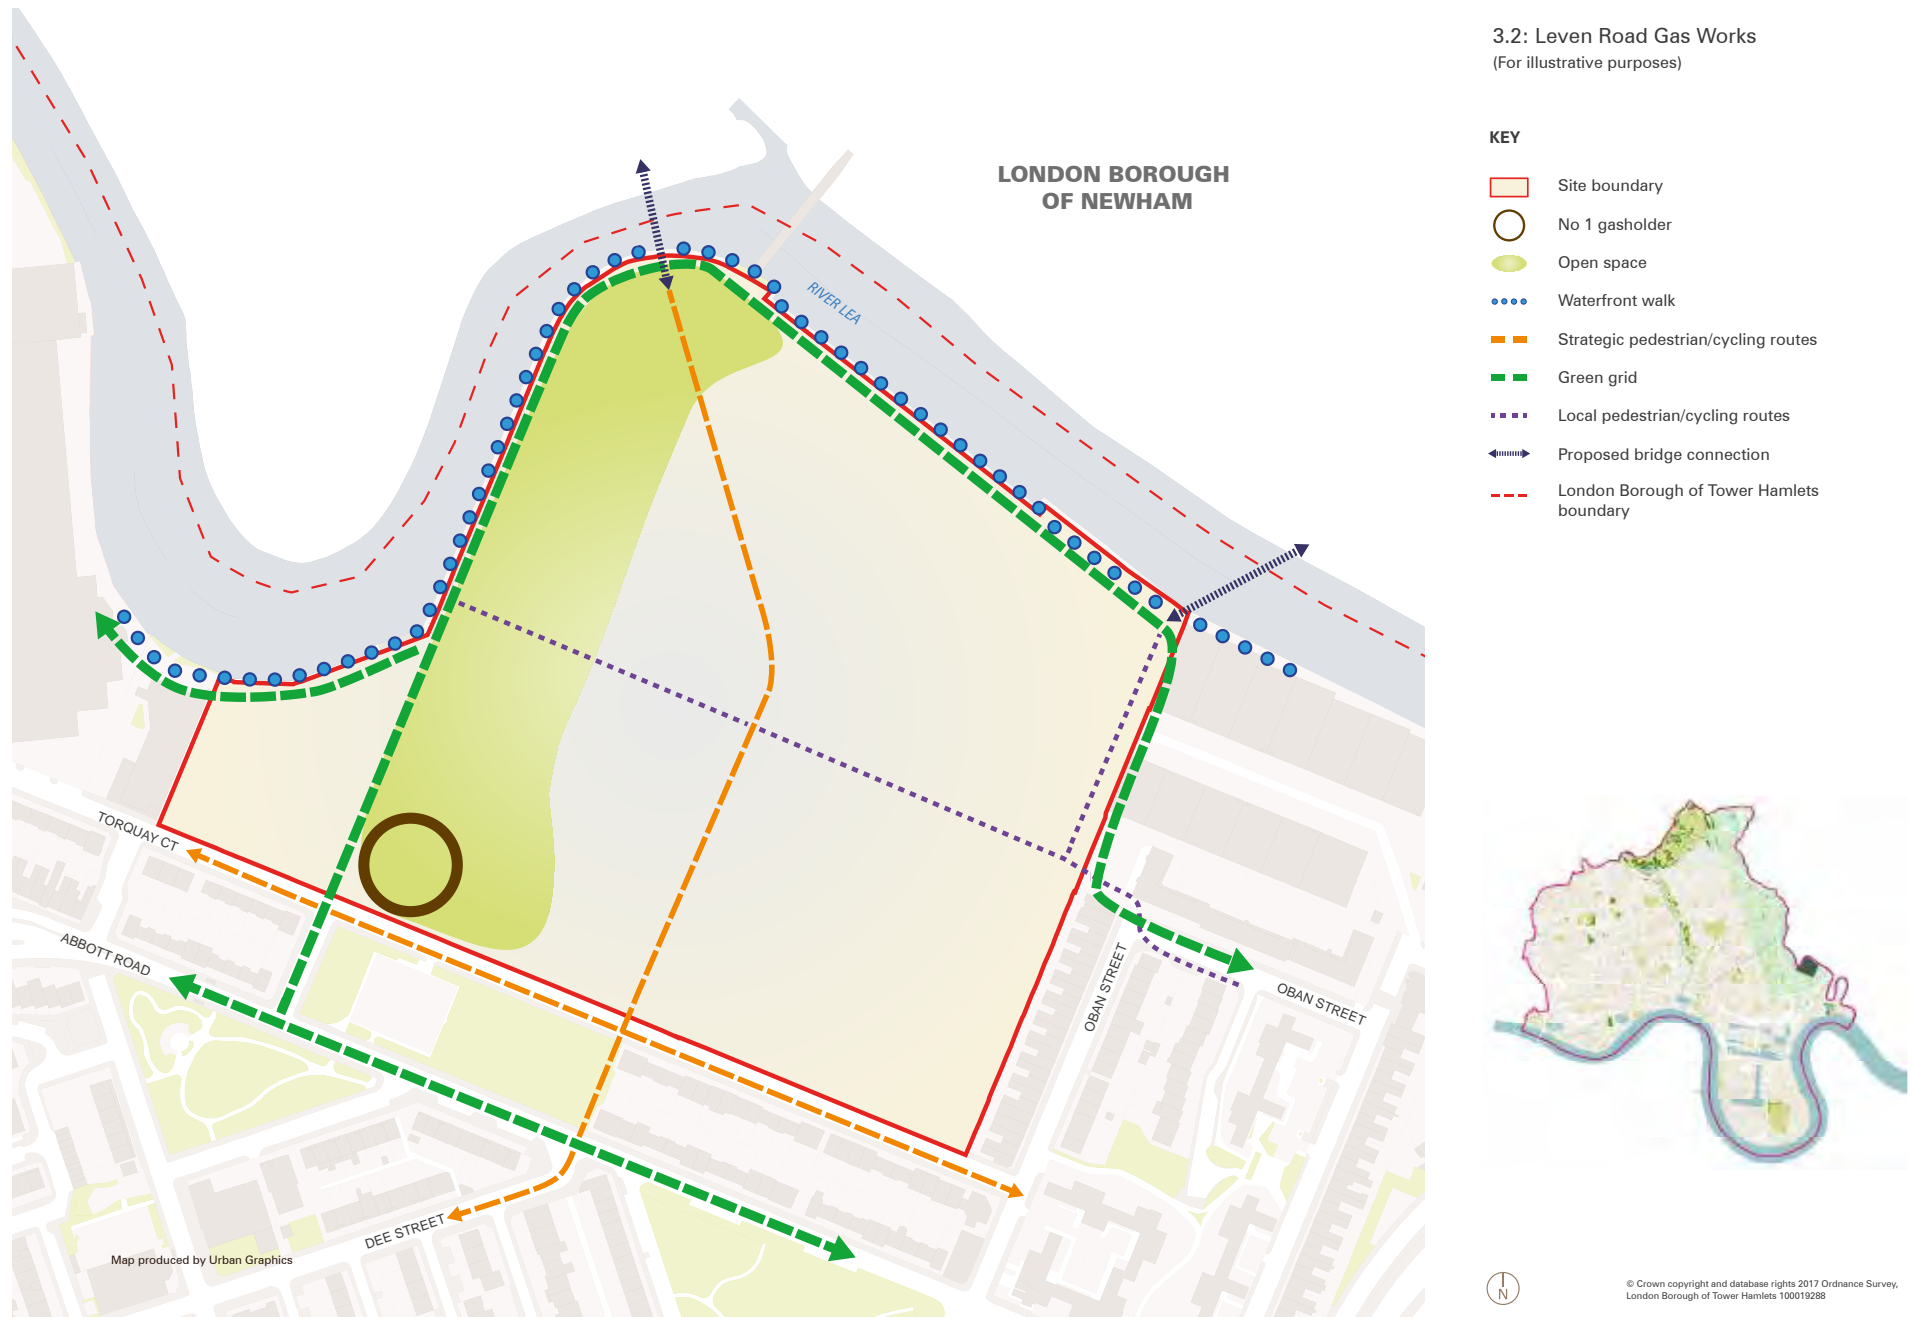 3.2: Leven Road Gas Works
(For illustrative purposes)
KEY
Site boundary
No 1 gasholder
Open space
Waterfront walk
Strategic pedestrian/cycling routes
Green grid
Local pedestrian/cycling routes
Proposed bridge connection
London Borough of Tower Hamlets
boundary
LONDON BOROUGH
OF NEWHAM
RIVER LEA
TORQUAY CT
ABBOTT ROAD
OBAN STREET
OBAN STREET
DEE STREET
Map produced by Urban Graphics
N
© Crown copyright and database rights 2017 Ordnance Survey,
London Borough of Tower Hamlets 100019288